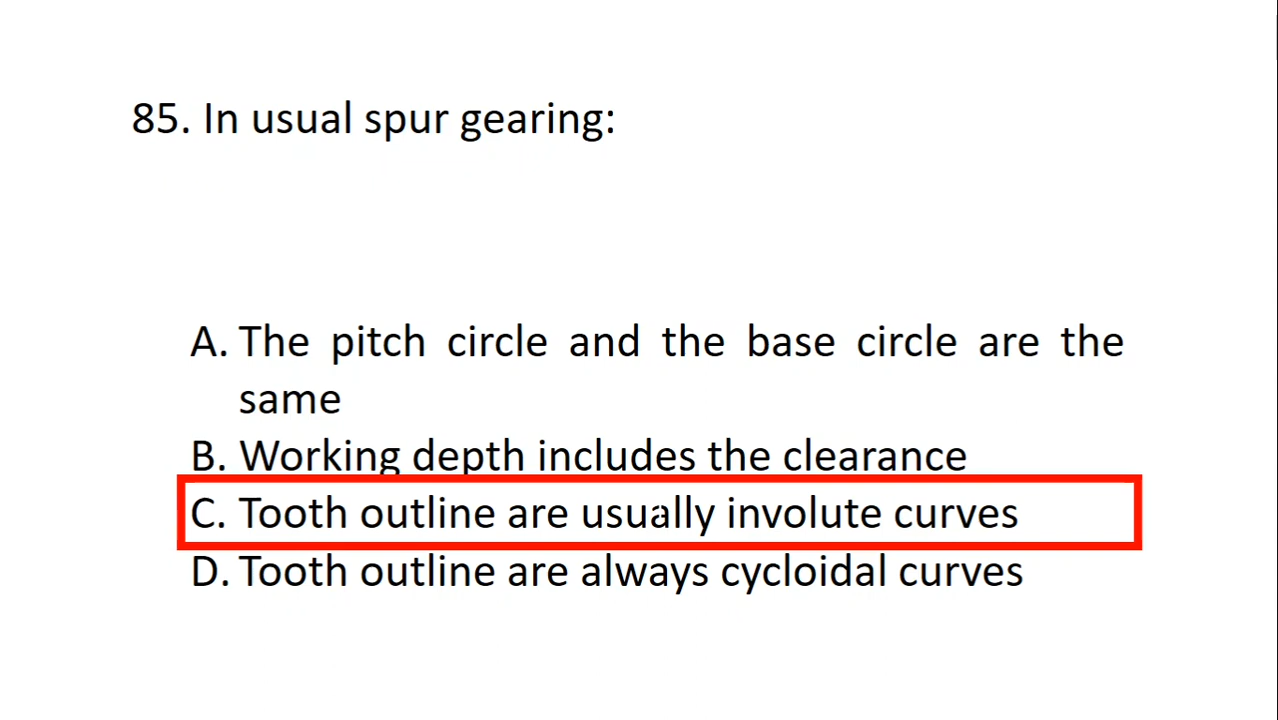 85. In usual spur gearing:
A. The pitch circle and the base circle are the
same
B. Working depth includes the clearance
C. Tooth outline are usually involute curves
D. Tooth outline are always cycloidal curves